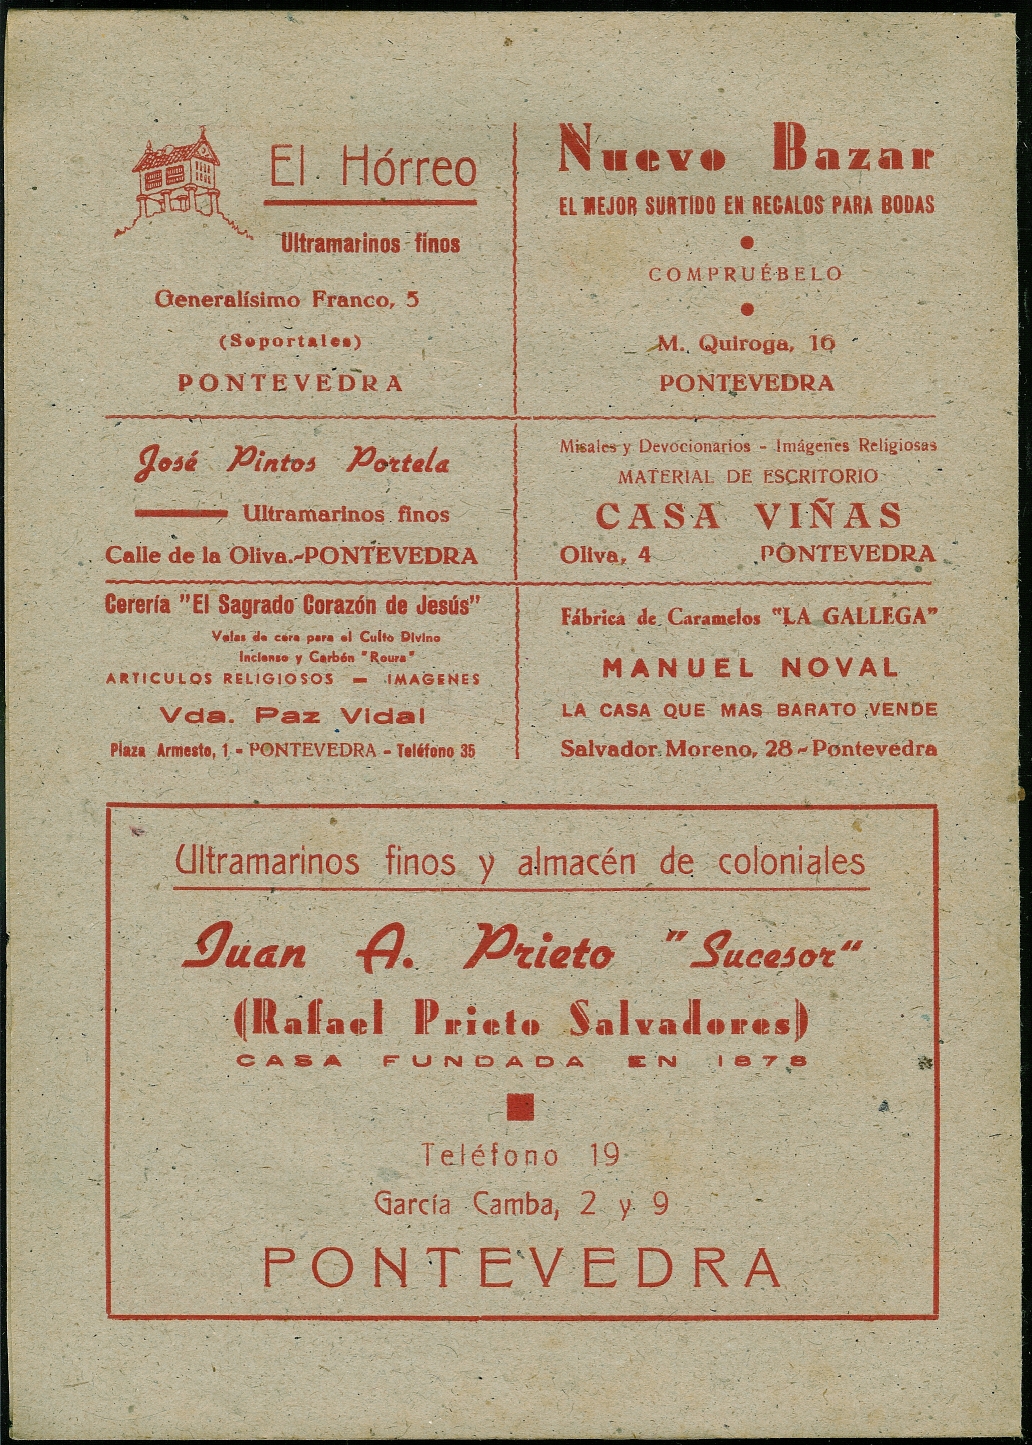 El Hórreo
Ultramarinos finos
Generalísimo Franco, 5
(Soportales)
PONTEVEDRA
Nuevo Bazar
EL MEJOR SURTIDO EN REGALOS PARA BODAS
COMPRUÉBELO
M. Quiroga, 16
PONTEVEDRA
José Pintos Portela
Ultramarinos finos
Calle de la Oliva.-PONTEVEDRA
Misales y Devocionarios - Imágenes Religiosas
MATERIAL DE ESCRITORIO
CASA VIÑAS
Oliva, 4 PONTEVEDRA
Cerería "El Sagrado Corazón de Jesús"
Velas de cera para el Culto Divino
Incienso y Carbón "Roura"
ARTICULOS RELIGIOSOS — IMAGENES
Vda. Paz Vidal
Plaza Armesto, 1 - PONTEVEDRA - Teléfono 35
Fábrica de Caramelos "LA GALLEGA"
MANUEL NOVAL
LA CASA QUE MAS BARATO VENDE
Salvador Moreno, 28 - Pontevedra
Ultramarinos finos y almacén de coloniales
Juan A. Prieto "Sucesor"
(Rafael Prieto Salvadores)
CASA FUNDADA EN 1878
Teléfono 19
García Camba, 2 y 9
PONTEVEDRA